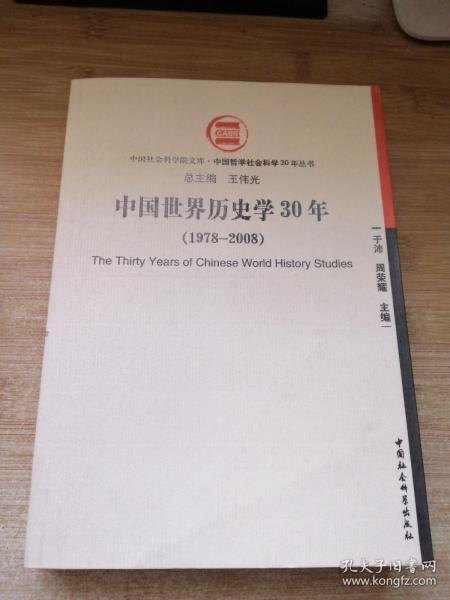 CASS
中国社会科学院文库·中国哲学社会科学30年丛书
总主编 王伟光
中国世界历史学30年
(1978—2008)
The Thirty Years of Chinese World History Studies
于沛 周荣耀 主编
中国社会科学出版社
孔夫子旧书网
www.kongfz.com